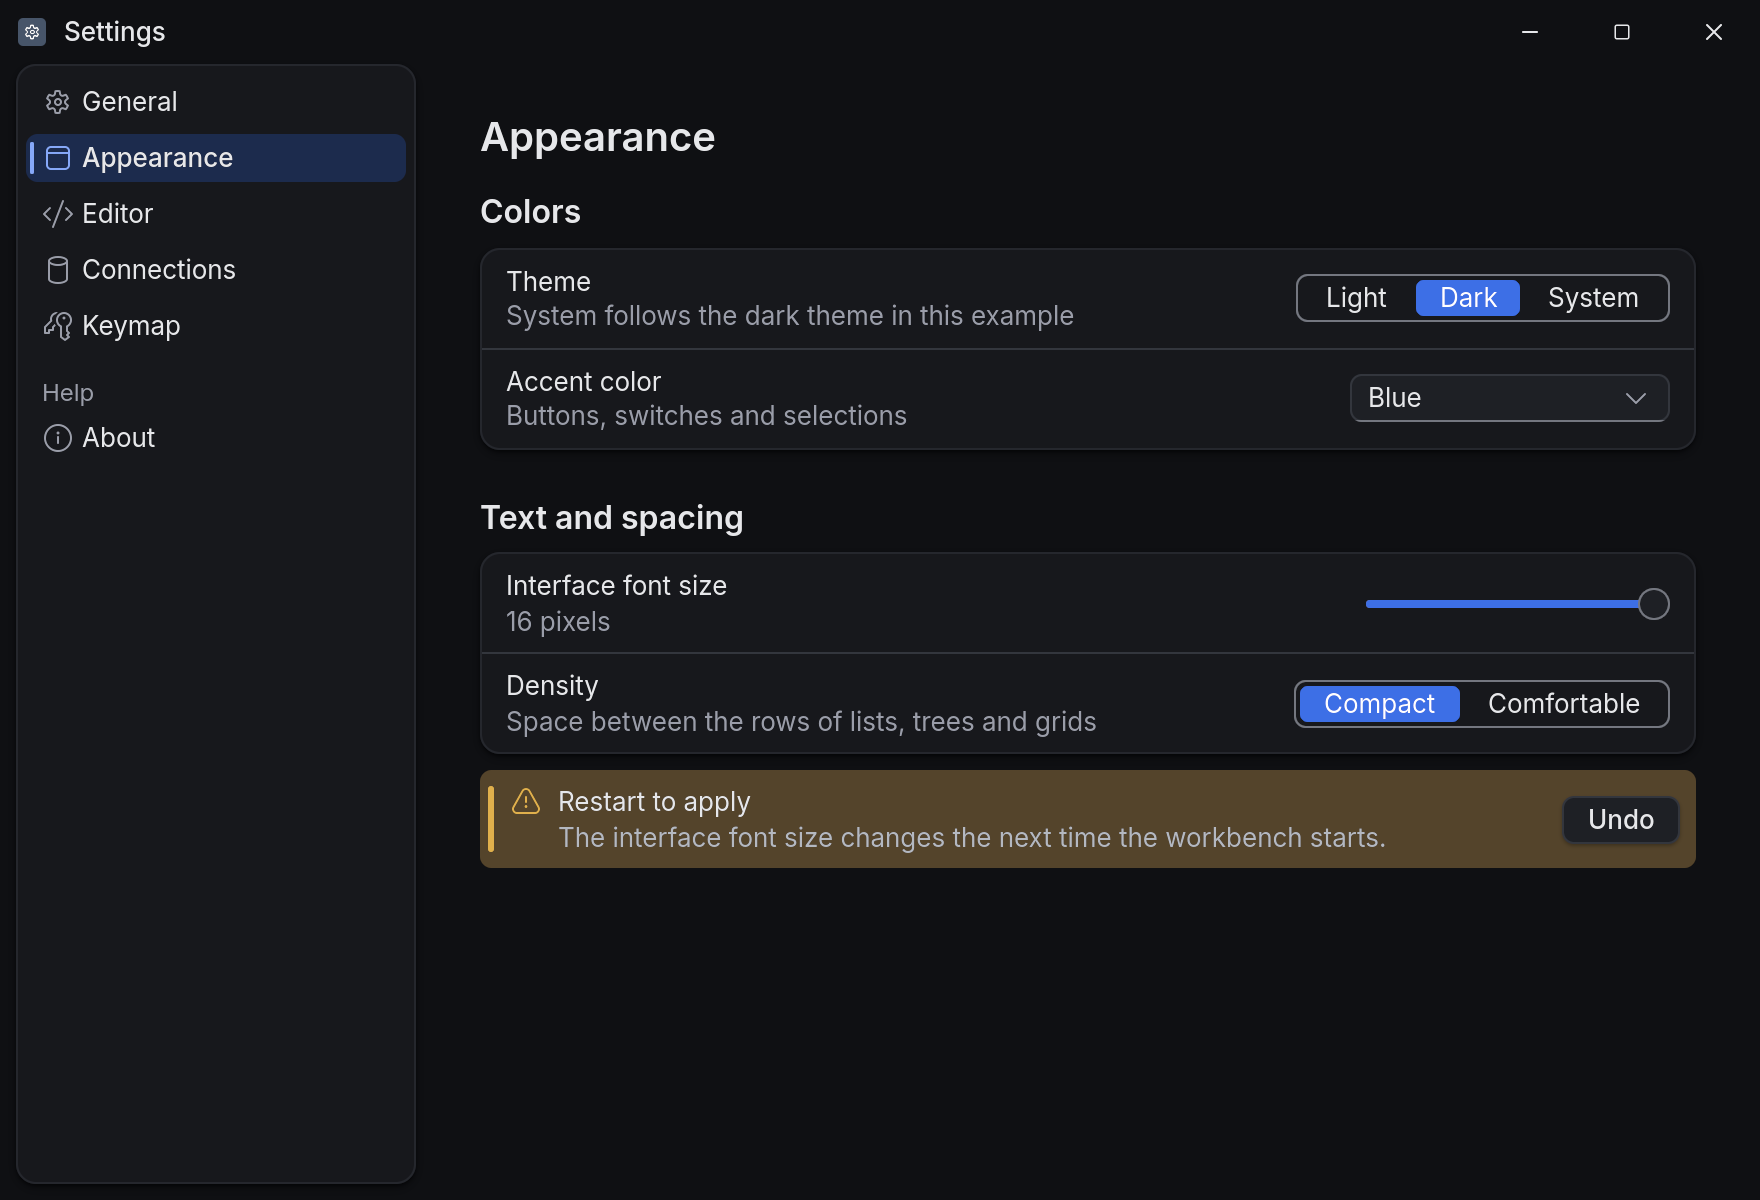 Settings
General
Appearance
Editor
Connections
Keymap
Help
About
Appearance
Colors
Theme
System follows the dark theme in this example
Light Dark System
Accent color
Buttons, switches and selections
Blue
Text and spacing
Interface font size
16 pixels
Density
Space between the rows of lists, trees and grids
Compact Comfortable
Restart to apply
The interface font size changes the next time the workbench starts.
Undo